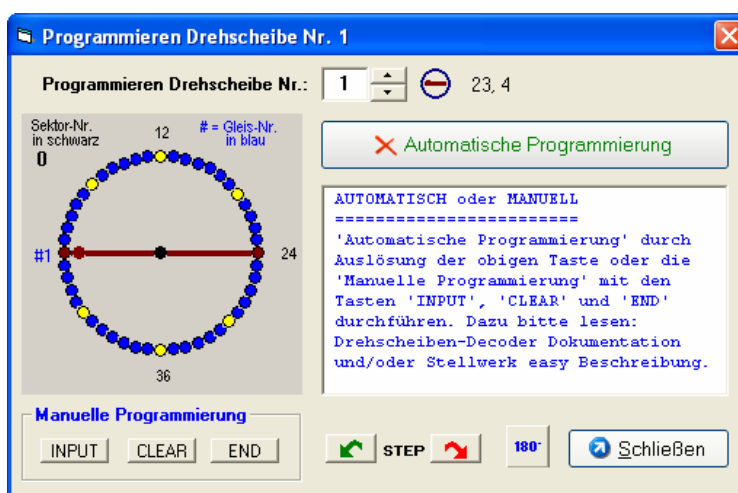 Programmieren Drehscheibe Nr. 1
Programmieren Drehscheibe Nr.: 1 23, 4
Sektor-Nr.
in schwarz
0
# = Gleis-Nr.
in blau
12
#1
24
36
Automatische Programmierung
AUTOMATISCH oder MANUELL
========================
'Automatische Programmierung' durch
Auslösung der obigen Taste oder die
'Manuelle Programmierung' mit den
Tasten 'INPUT', 'CLEAR' und 'END'
durchführen. Dazu bitte lesen:
Drehscheiben-Decoder Dokumentation
und/oder Stellwerk easy Beschreibung.
Manuelle Programmierung
INPUT CLEAR END
STEP
180°
Schließen